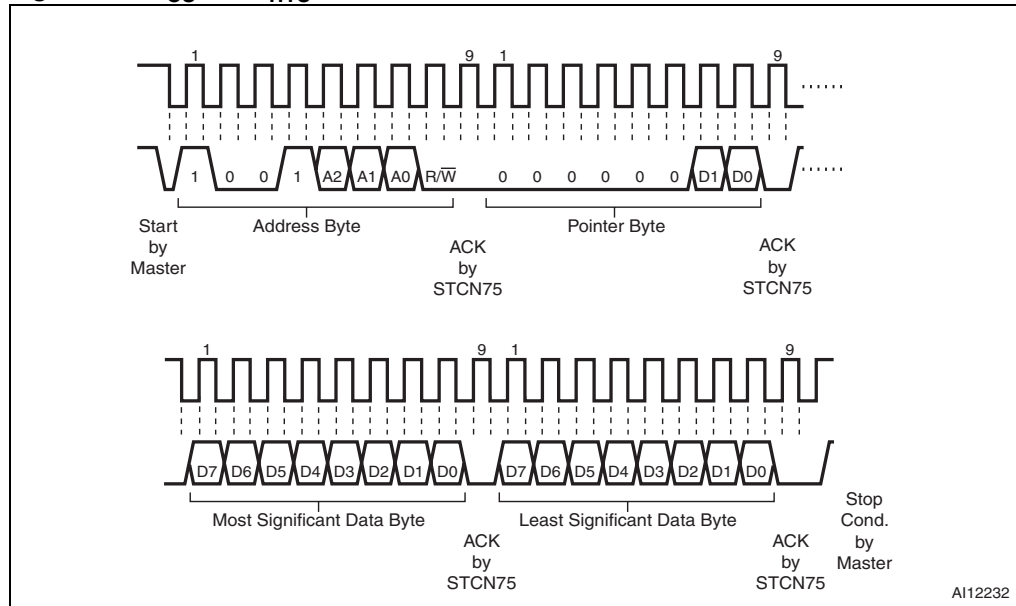 1 9 1 9
1 0 0 1 A2 A1 A0 R/W 0 0 0 0 0 0 D1 D0
Start
by
Master
Address Byte
Pointer Byte
ACK
by
STCN75
ACK
by
STCN75
1 9 1 9
D7 D6 D5 D4 D3 D2 D1 D0 D7 D6 D5 D4 D3 D2 D1 D0
Most Significant Data Byte
Least Significant Data Byte
ACK
by
STCN75
ACK
by
STCN75
Stop
Cond.
by
Master
AI12232